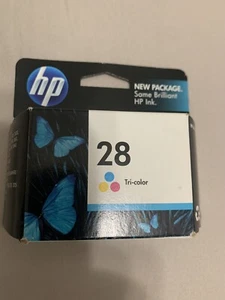 hp
NEW PACKAGE.
Same Brilliant
HP Ink.
28
Tri-color